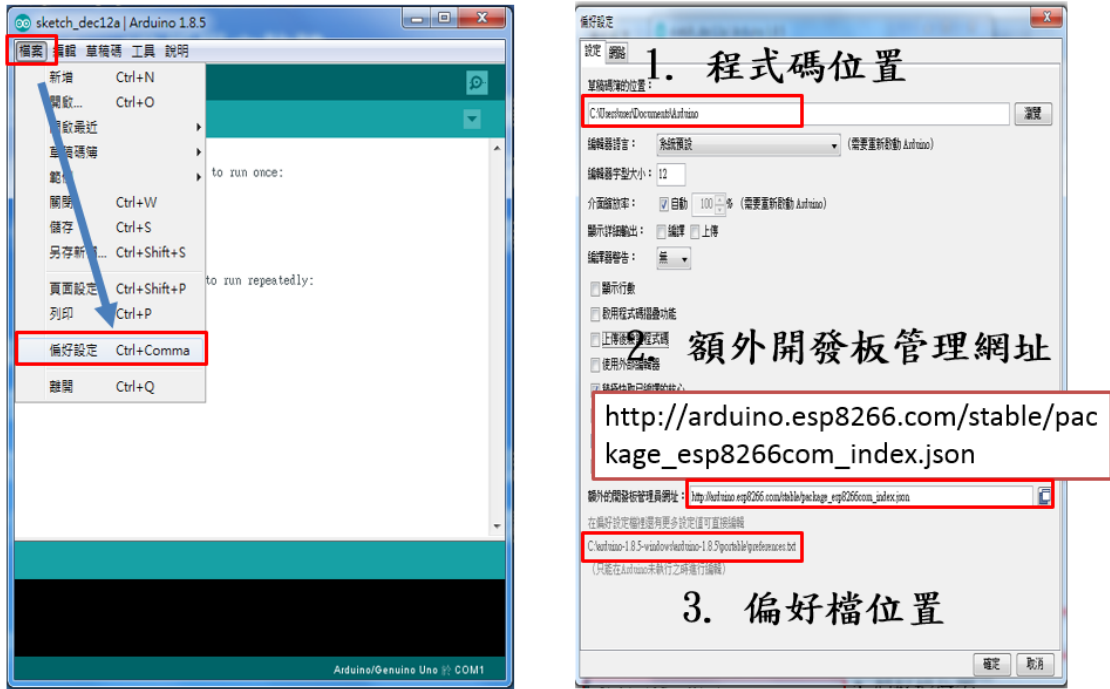 sketch_dec12a | Arduino 1.8.5
檔案 編輯 草稿碼 工具 說明
新增 Ctrl+N
開啟... Ctrl+O
開啟最近
草稿碼簿
範例
關閉 Ctrl+W
儲存 Ctrl+S
另存新檔... Ctrl+Shift+S
頁面設定 Ctrl+Shift+P
列印 Ctrl+P
偏好設定 Ctrl+Comma
離開 Ctrl+Q
to run once:
to run repeatedly:
Arduino/Genuino Uno 於 COM1
偏好設定
設定 網路
1. 程式碼位置
草稿碼簿的位置：
C:\Users\user\Documents\Arduino 瀏覽
編輯器語言： 系統預設 (需要重新啟動 Arduino)
編輯器字型大小： 12
介面縮放率： 自動 100 % (需要重新啟動 Arduino)
顯示詳細輸出： 編譯 上傳
編譯器警告： 無
顯示行數
啟用程式碼摺疊功能
上傳後驗證程式碼
2. 額外開發板管理網址
使用外部編輯器
http://arduino.esp8266.com/stable/pac
kage_esp8266com_index.json
額外的開發板管理員網址： http://arduino.esp8266.com/stable/package_esp8266com_index.json
在偏好設定檔裡還有更多設定值可直接編輯
C:\arduino-1.8.5-windows\arduino-1.8.5\portable\preferences.txt
(只能在Arduino未執行之時進行編輯)
3. 偏好檔位置
確定 取消